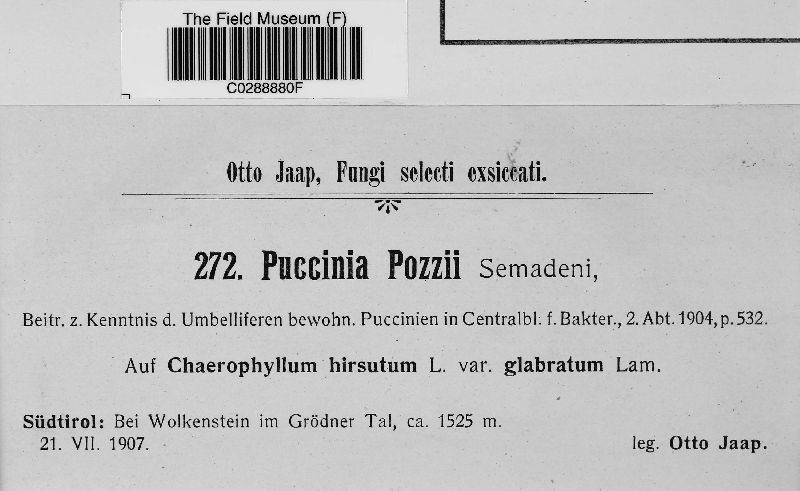 The Field Museum (F)
C0288880F
Otto Jaap, Fungi selecti exsiccati.
272. Puccinia Pozzii Semadeni,
Beitr. z. Kenntnis d. Umbelliferen bewohn. Puccinien in Centralbl. f. Bakter., 2. Abt. 1904, p. 532.
Auf Chaerophyllum hirsutum L. var. glabratum Lam.
Südtirol: Bei Wolkenstein im Grödner Tal, ca. 1525 m.
21. VII. 1907. leg. Otto Jaap.